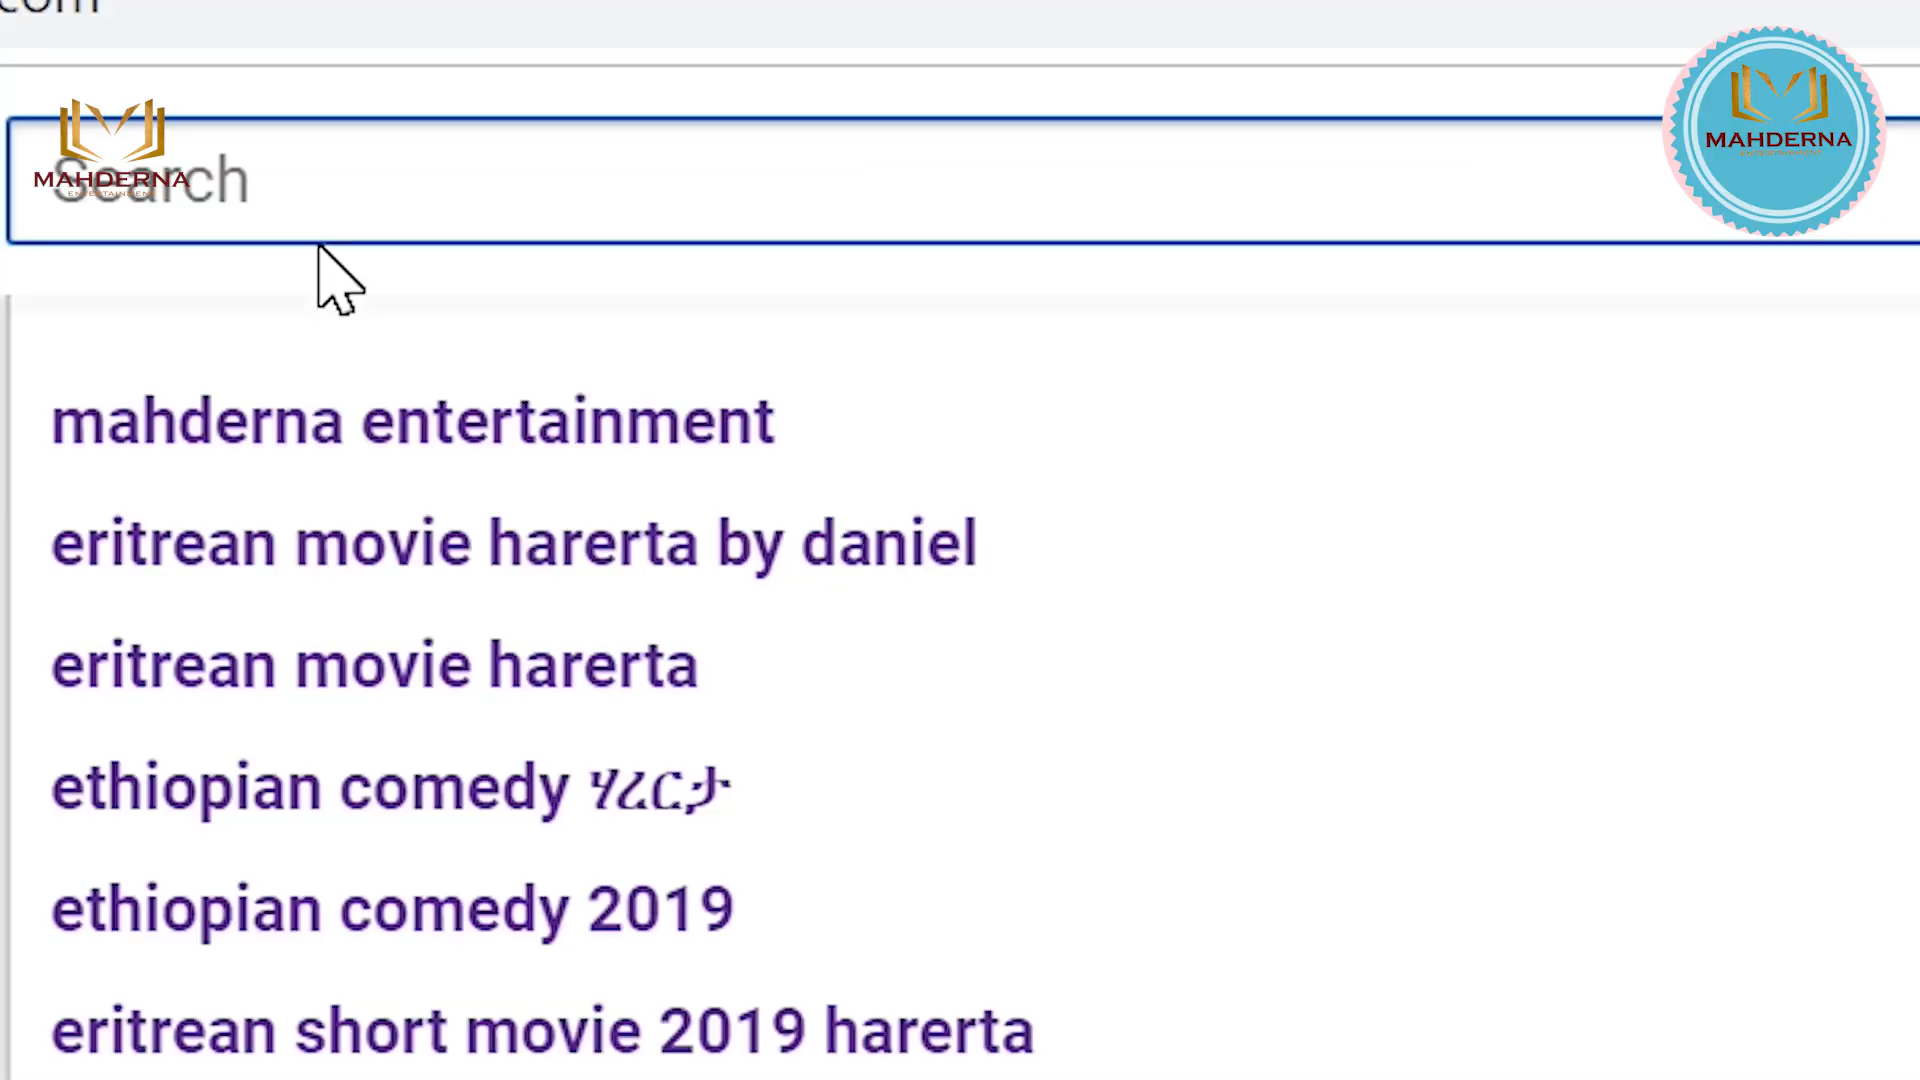 com
Search
MAHDERNA
ENTERTAINMENT
MAHDERNA
mahderna entertainment
eritrean movie harerta by daniel
eritrean movie harerta
ethiopian comedy ሃረርታ
ethiopian comedy 2019
eritrean short movie 2019 harerta